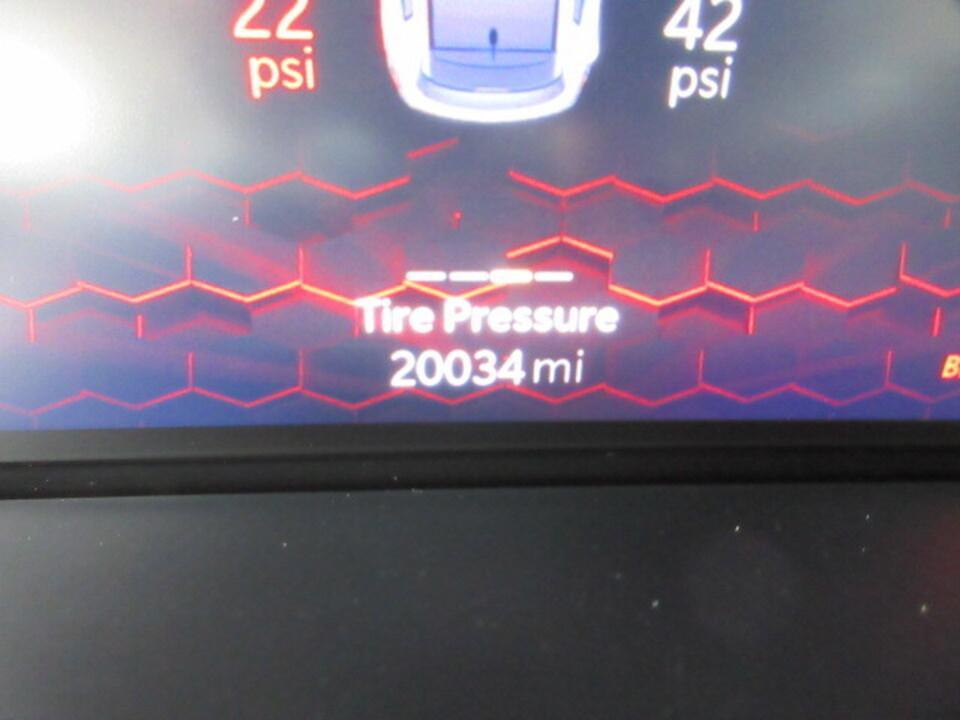 22 42
psi psi
Tire Pressure
20034 mi